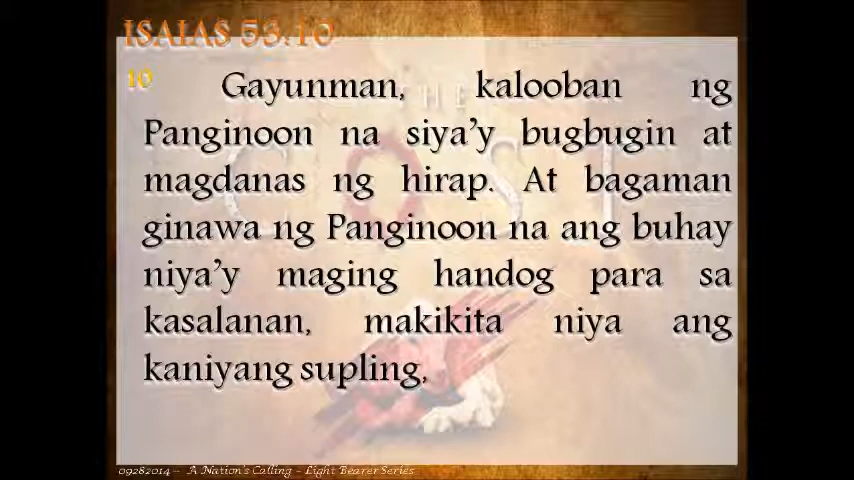 ISAIAS 53:10
10 Gayunman, kalooban ng
Panginoon na siya’y bugbugin at
magdanas ng hirap. At bagaman
ginawa ng Panginoon na ang buhay
niya’y maging handog para sa
kasalanan, makikita niya ang
kaniyang supling,
09282014 – A Nation's Calling – Light Bearer Series